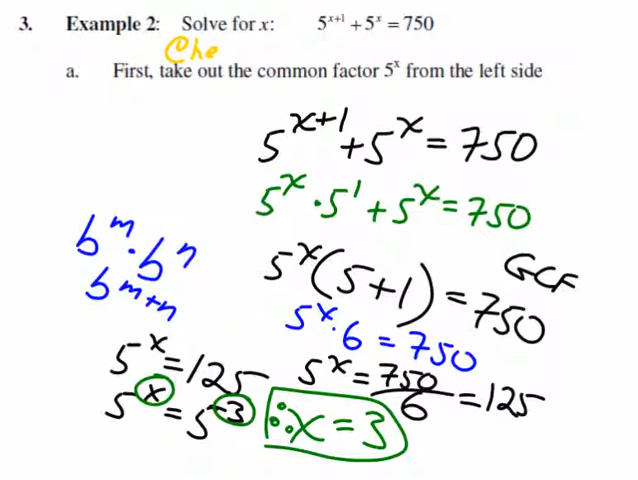 3. Example 2: Solve for x: 5^{x+1} + 5^x = 750
Che
a. First, take out the common factor 5^x from the left side
5^{x+1} + 5^x = 750
5^x · 5^1 + 5^x = 750
b^m · b^n
b^{m+n}
5^x(5+1) = 750
GCF
5^x · 6 = 750
5^x = 750/6 = 125
5^x = 125
5^x = 5^3
∴ x = 3